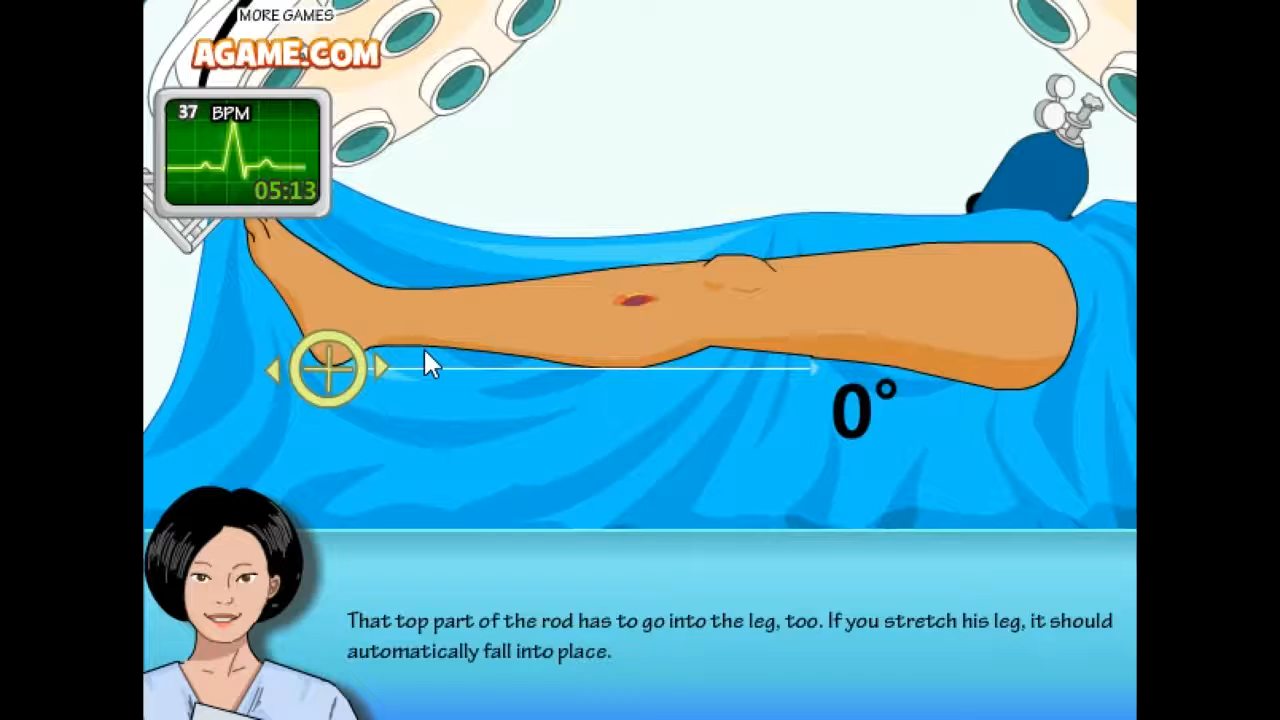 MORE GAMES
AGAME.COM
37 BPM
05:13
0°
That top part of the rod has to go into the leg, too. If you stretch his leg, it should
automatically fall into place.